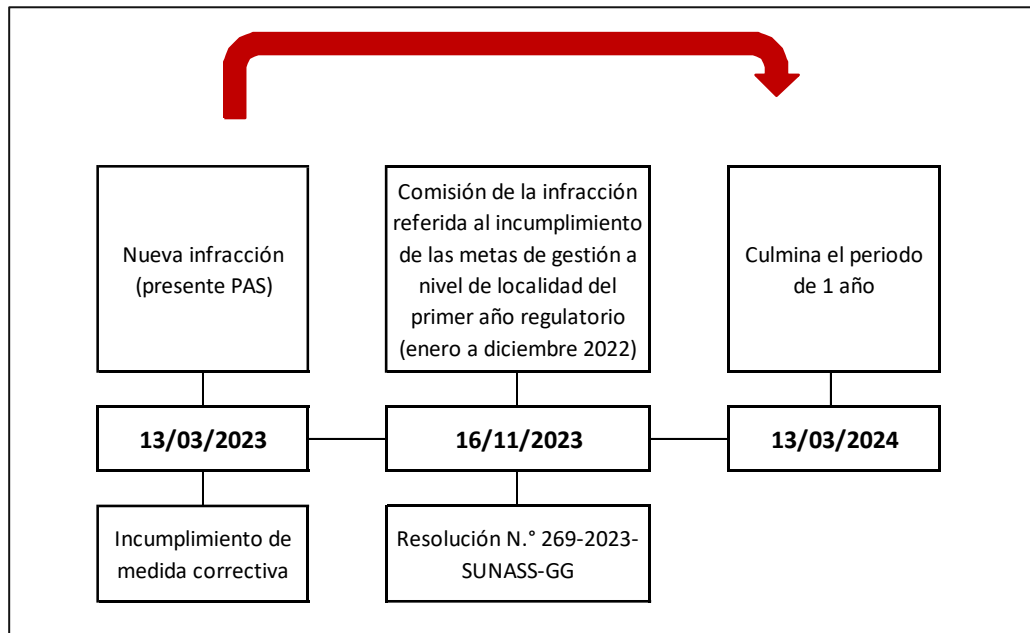 Nueva infracción
(presente PAS)
Comisión de la infracción
referida al incumplimiento
de las metas de gestión a
nivel de localidad del
primer año regulatorio
(enero a diciembre 2022)
Culmina el periodo
de 1 año
13/03/2023
16/11/2023
13/03/2024
Incumplimiento de
medida correctiva
Resolución N.° 269-2023-
SUNASS-GG